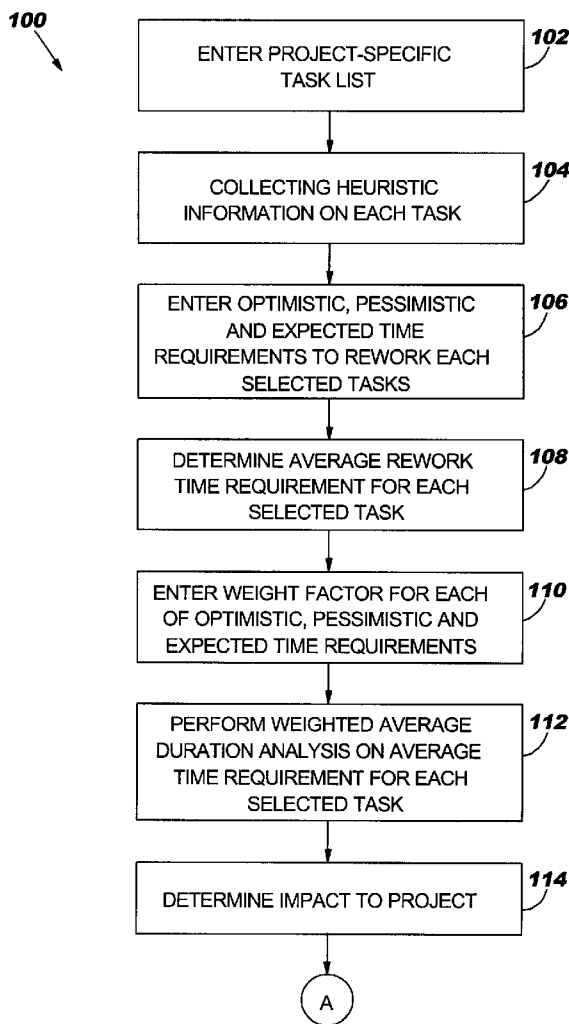 100
102
ENTER PROJECT-SPECIFIC
TASK LIST
104
COLLECTING HEURISTIC
INFORMATION ON EACH TASK
106
ENTER OPTIMISTIC, PESSIMISTIC
AND EXPECTED TIME
REQUIREMENTS TO REWORK EACH
SELECTED TASKS
108
DETERMINE AVERAGE REWORK
TIME REQUIREMENT FOR EACH
SELECTED TASK
110
ENTER WEIGHT FACTOR FOR EACH
OF OPTIMISTIC, PESSIMISTIC AND
EXPECTED TIME REQUIREMENTS
112
PERFORM WEIGHTED AVERAGE
DURATION ANALYSIS ON AVERAGE
TIME REQUIREMENT FOR EACH
SELECTED TASK
114
DETERMINE IMPACT TO PROJECT
A